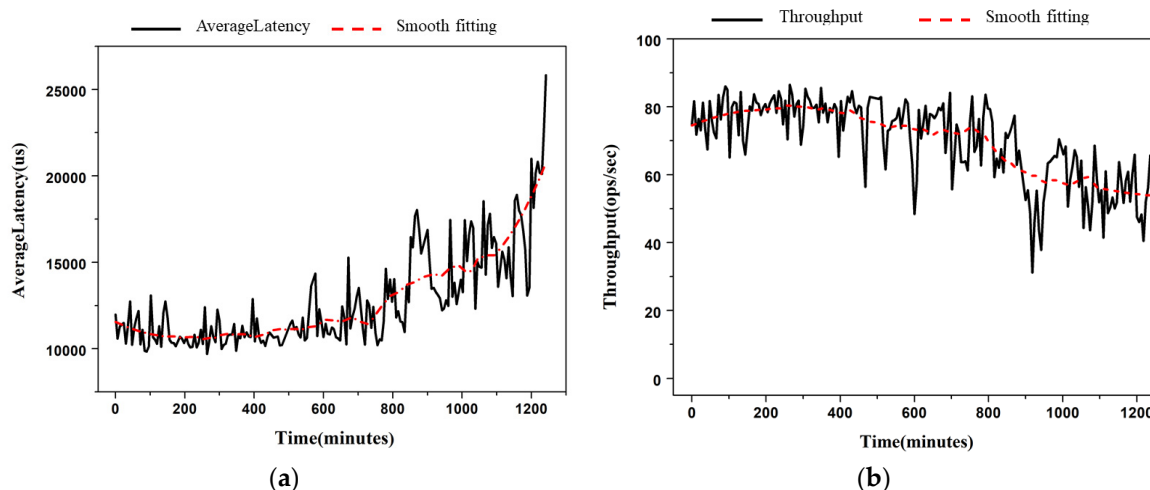 AverageLatency Smooth fitting
25000
20000
15000
10000
AverageLatency(us)
0 200 400 600 800 1000 1200
Time(minutes)
(a)
Throughput Smooth fitting
100
80
60
40
20
0
Throughput(ops/sec)
0 200 400 600 800 1000 1200
Time(minutes)
(b)